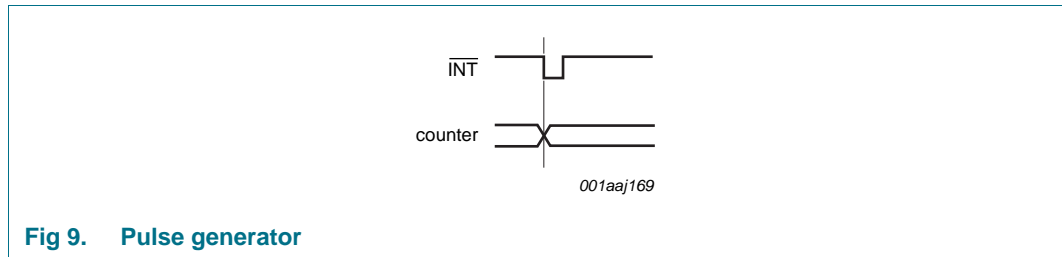 INT
counter
001aaj169
Fig 9. Pulse generator